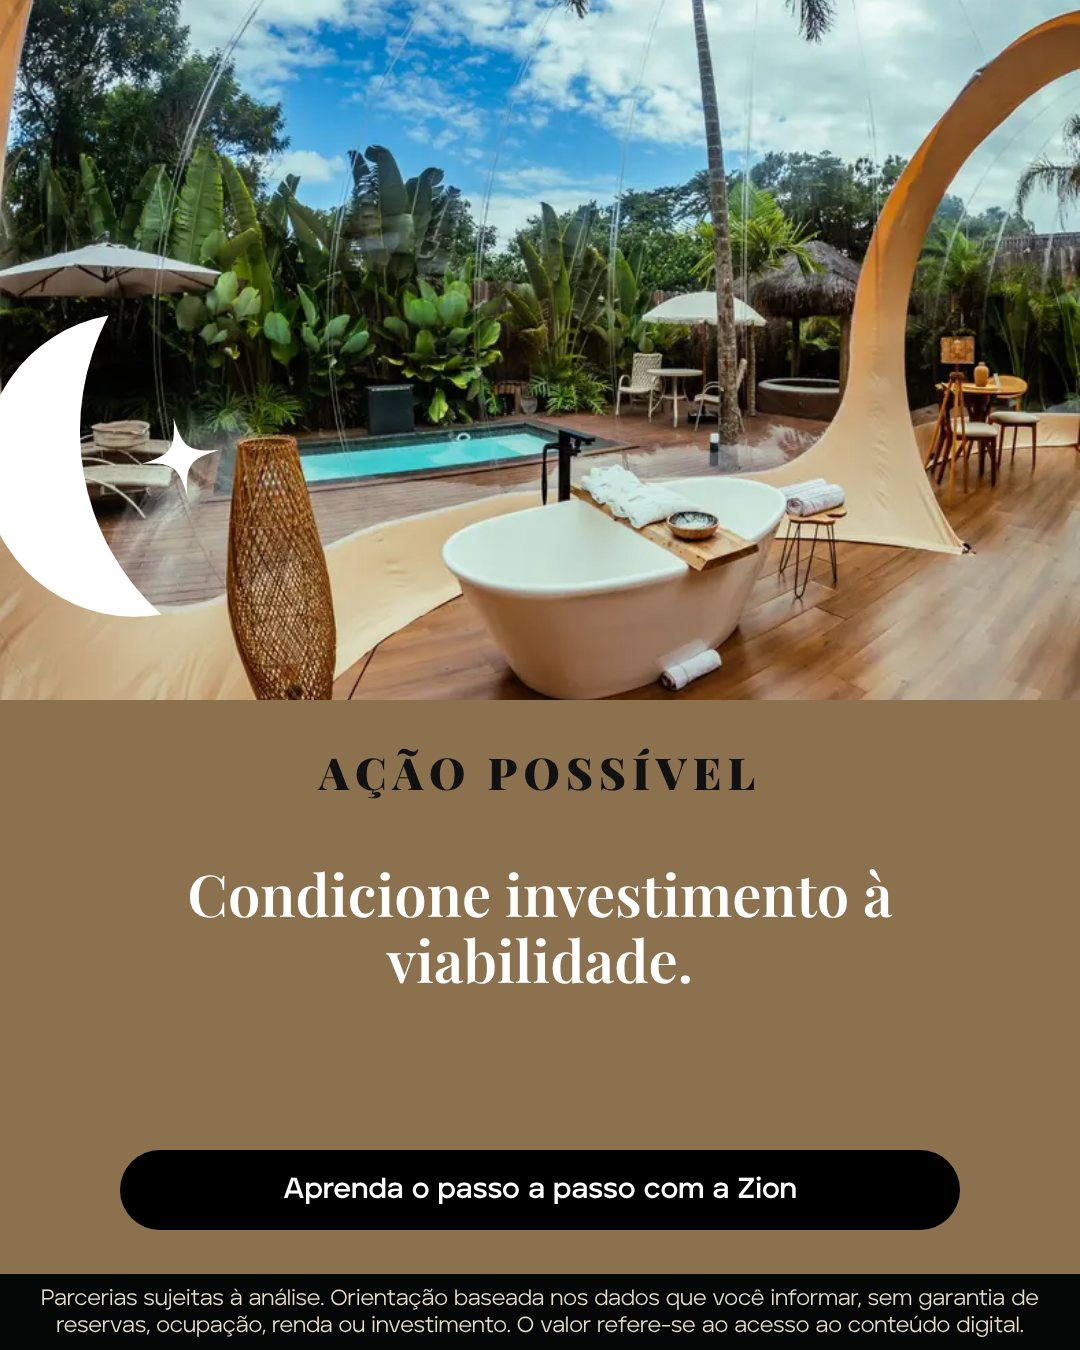 AÇÃO POSSÍVEL
Condicione investimento à
viabilidade.
Aprenda o passo a passo com a Zion
Parcerias sujeitas à análise. Orientação baseada nos dados que você informar, sem garantia de
reservas, ocupação, renda ou investimento. O valor refere-se ao acesso ao conteúdo digital.